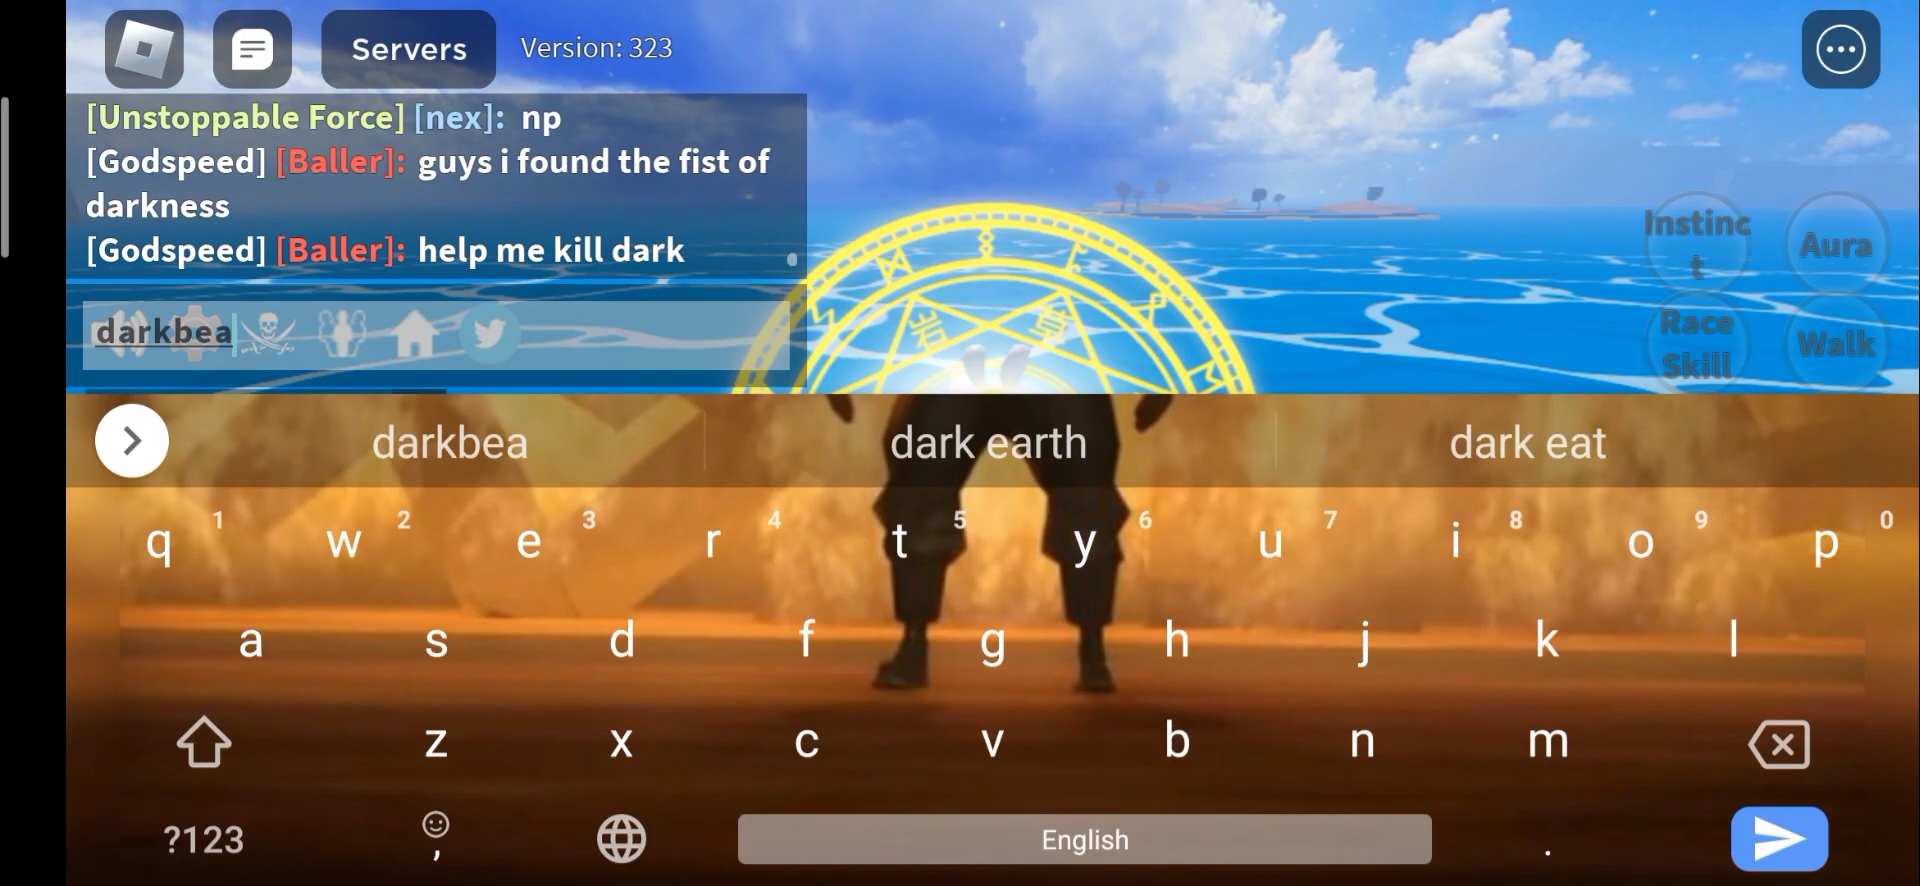 Servers Version: 323
[Unstoppable Force] [nex]: np
[Godspeed] [Baller]: guys i found the fist of
darkness
[Godspeed] [Baller]: help me kill dark
Instinc
t
Aura
darkbea
Race
Skill
Walk
岩
darkbea dark earth dark eat
q 1 w 2 e 3 r 4 t 5 y 6 u 7 i 8 o 9 p 0
a s d f g h j k l
z x c v b n m
?123 , English .